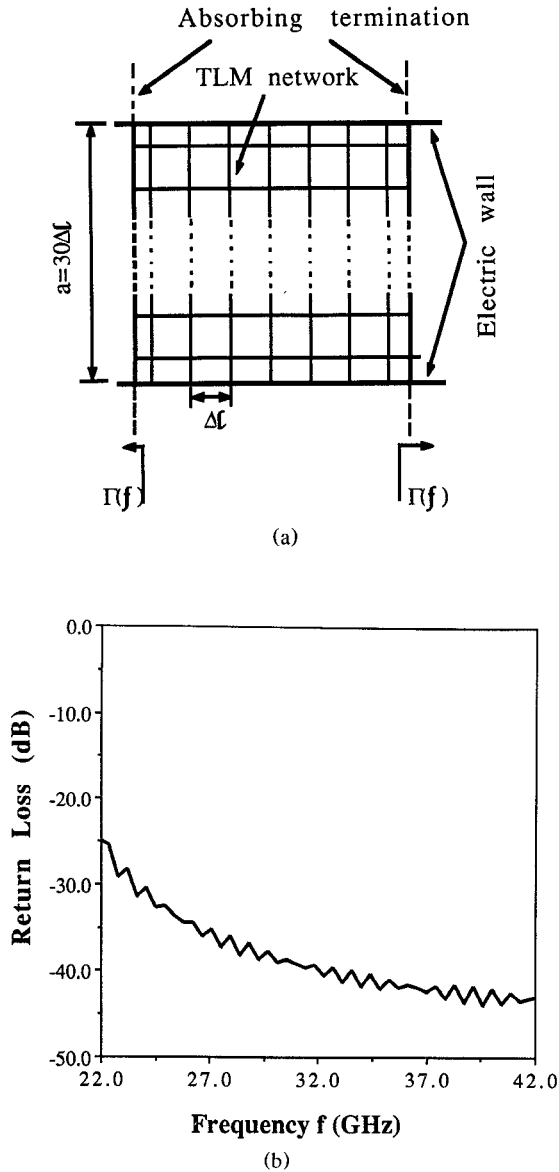 Absorbing termination
TLM network
a=30Δℓ
Electric wall
Δℓ
Γ(f)
Γ(f)
(a)
Return Loss (dB)
0.0
-10.0
-20.0
-30.0
-40.0
-50.0
22.0 27.0 32.0 37.0 42.0
Frequency f (GHz)
(b)